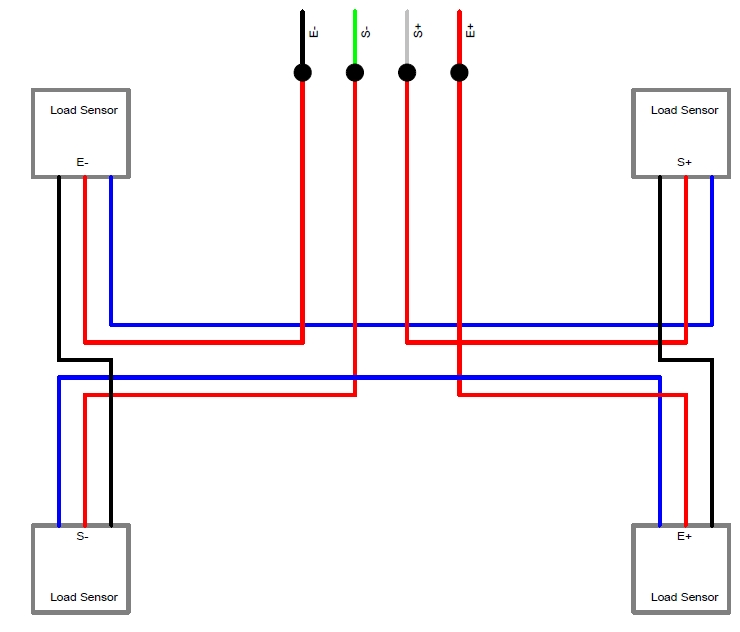 E-
S-
S+
E+
Load Sensor
E-
Load Sensor
S+
S-
Load Sensor
E+
Load Sensor